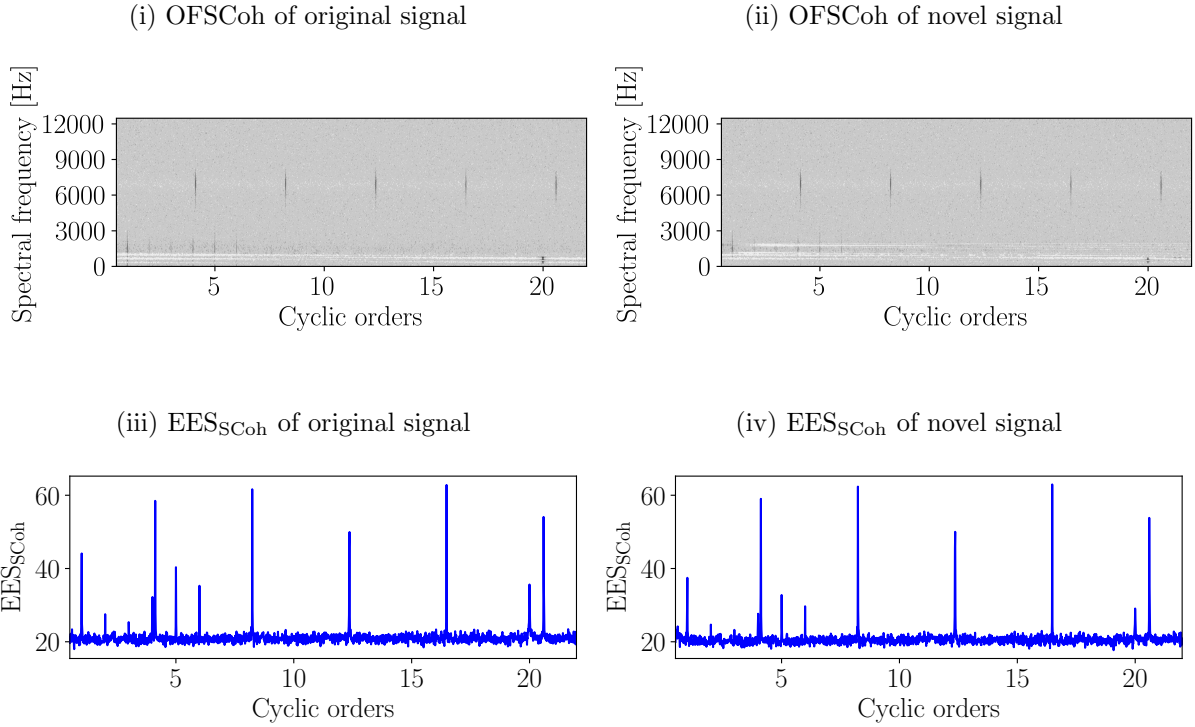 (i) OFSCoh of original signal
(ii) OFSCoh of novel signal
Spectral frequency [Hz]
12000
9000
6000
3000
0
5
10
15
20
Cyclic orders
Spectral frequency [Hz]
12000
9000
6000
3000
0
5
10
15
20
Cyclic orders
(iii) EES_SCoh of original signal
(iv) EES_SCoh of novel signal
EES_SCoh
60
40
20
5
10
15
20
Cyclic orders
EES_SCoh
60
40
20
5
10
15
20
Cyclic orders